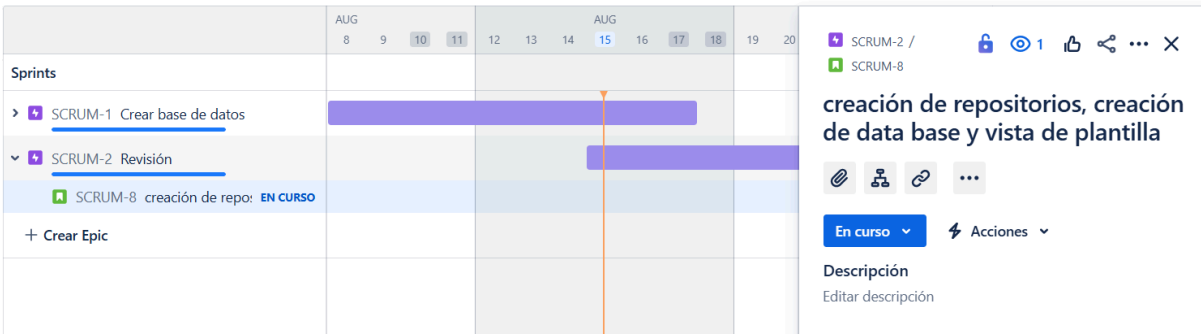 AUG AUG
8 9 10 11 12 13 14 15 16 17 18 19 20
Sprints
SCRUM-1 Crear base de datos
SCRUM-2 Revisión
SCRUM-8 creación de repo: EN CURSO
+ Crear Epic
SCRUM-2 /
SCRUM-8
1
creación de repositorios, creación
de data base y vista de plantilla
En curso
Acciones
Descripción
Editar descripción